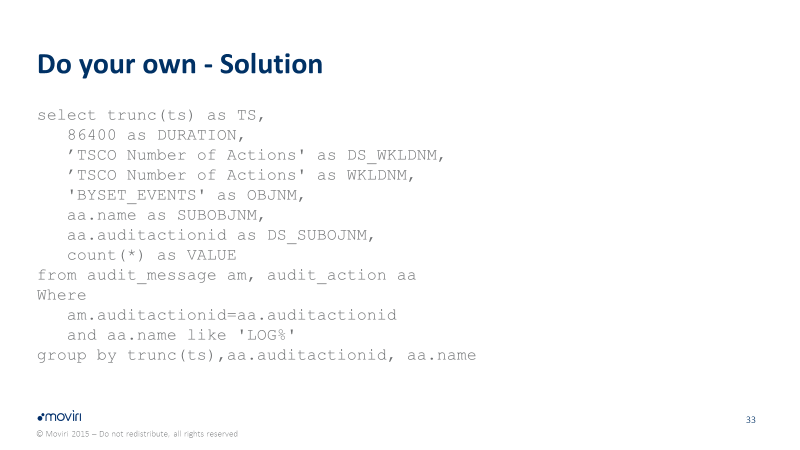 Do your own - Solution
select trunc(ts) as TS,
86400 as DURATION,
’TSCO Number of Actions' as DS_WKLDNM,
’TSCO Number of Actions' as WKLDNM,
'BYSET_EVENTS' as OBJNM,
aa.name as SUBOBJNM,
aa.auditactionid as DS_SUBOJNM,
count(*) as VALUE
from audit_message am, audit_action aa
Where
am.auditactionid=aa.auditactionid
and aa.name like 'LOG%'
group by trunc(ts),aa.auditactionid, aa.name
moviri
33
© Moviri 2015 – Do not redistribute, all rights reserved